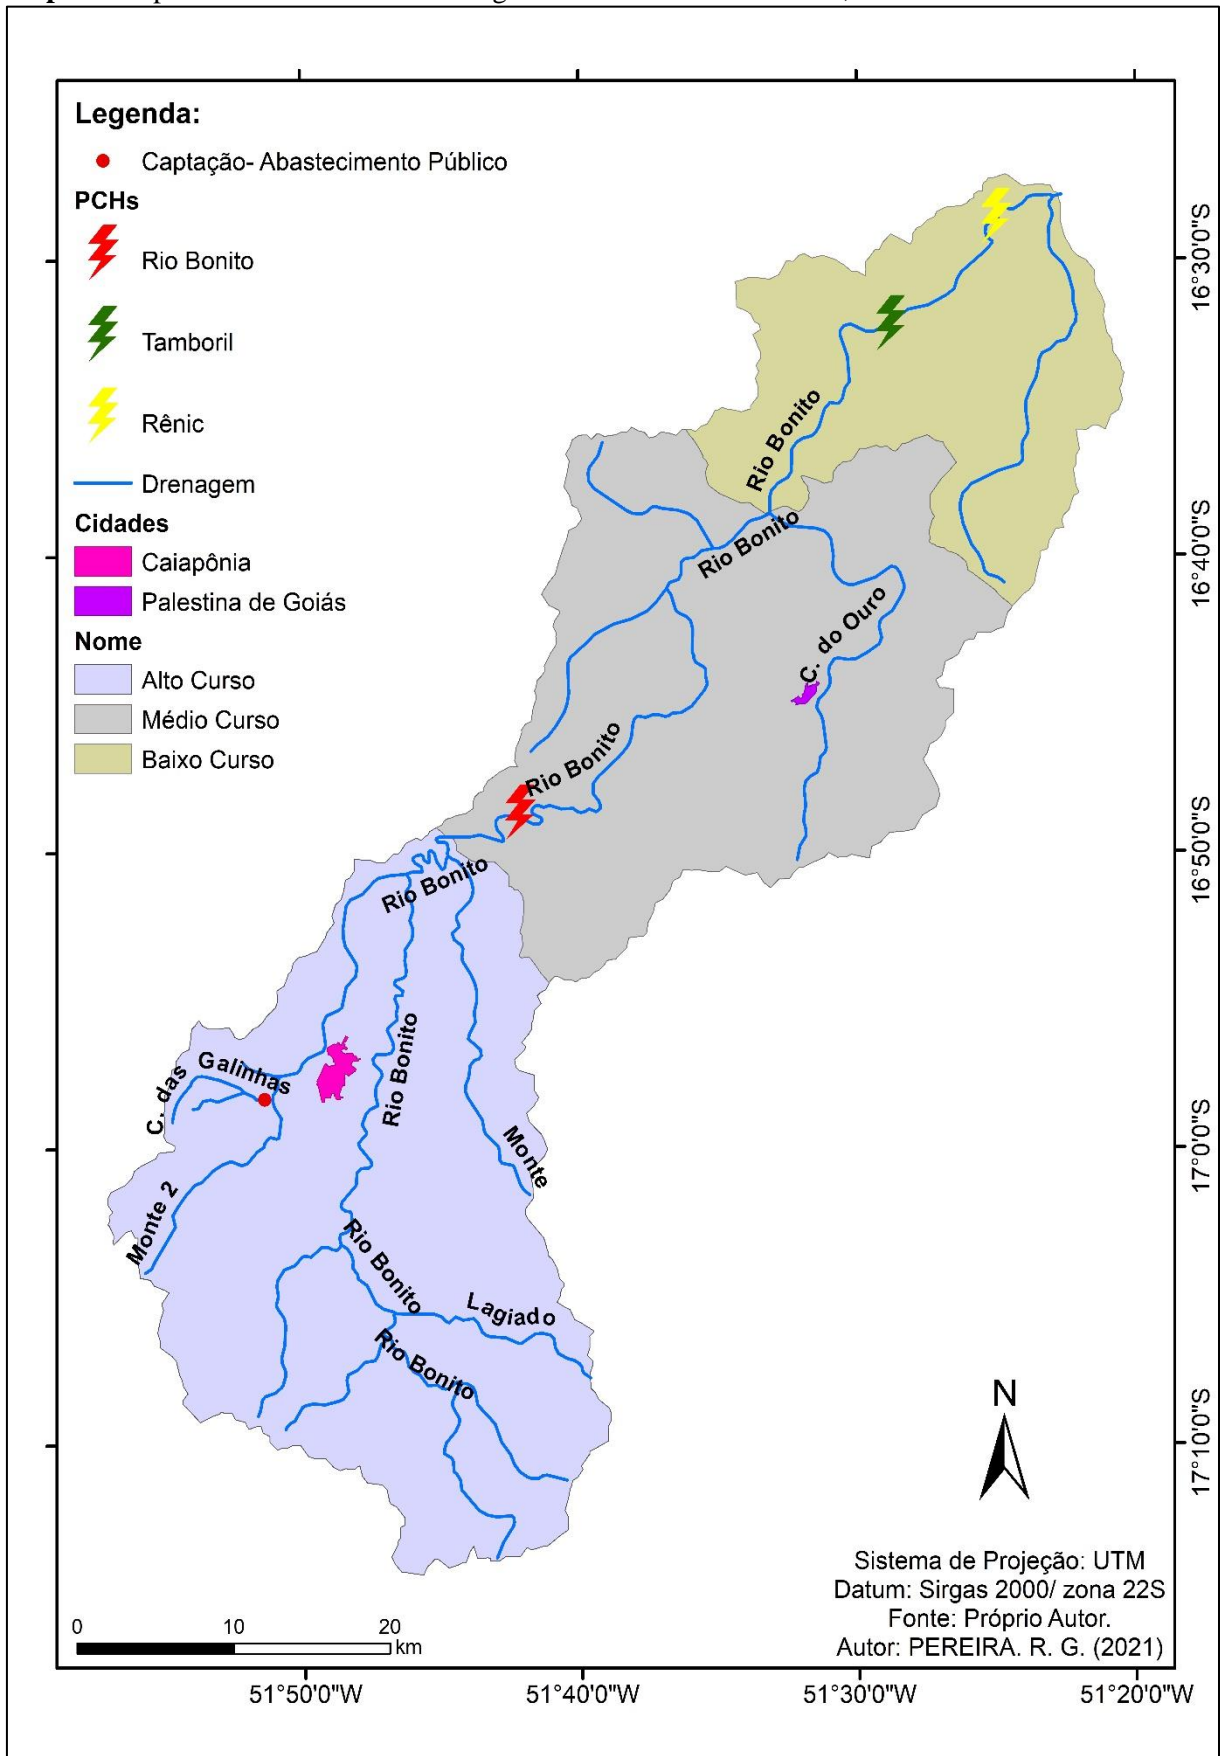 Legenda:
Captação- Abastecimento Público
PCHs
Rio Bonito
Tamboril
Rênic
Drenagem
Cidades
Caiapônia
Palestina de Goiás
Nome
Alto Curso
Médio Curso
Baixo Curso
Rio Bonito
Rio Bonito
C. do Ouro
Rio Bonito
Rio Bonito
Rio Bonito
C. das Galinhas
Monte
Monte 2
Rio Bonito
Lagiado
Rio Bonito
16°30'0"S
16°40'0"S
16°50'0"S
17°0'0"S
17°10'0"S
N
Sistema de Projeção: UTM
Datum: Sirgas 2000/ zona 22S
Fonte: Próprio Autor.
Autor: PEREIRA. R. G. (2021)
0 10 20
km
51°50'0"W 51°40'0"W 51°30'0"W 51°20'0"W